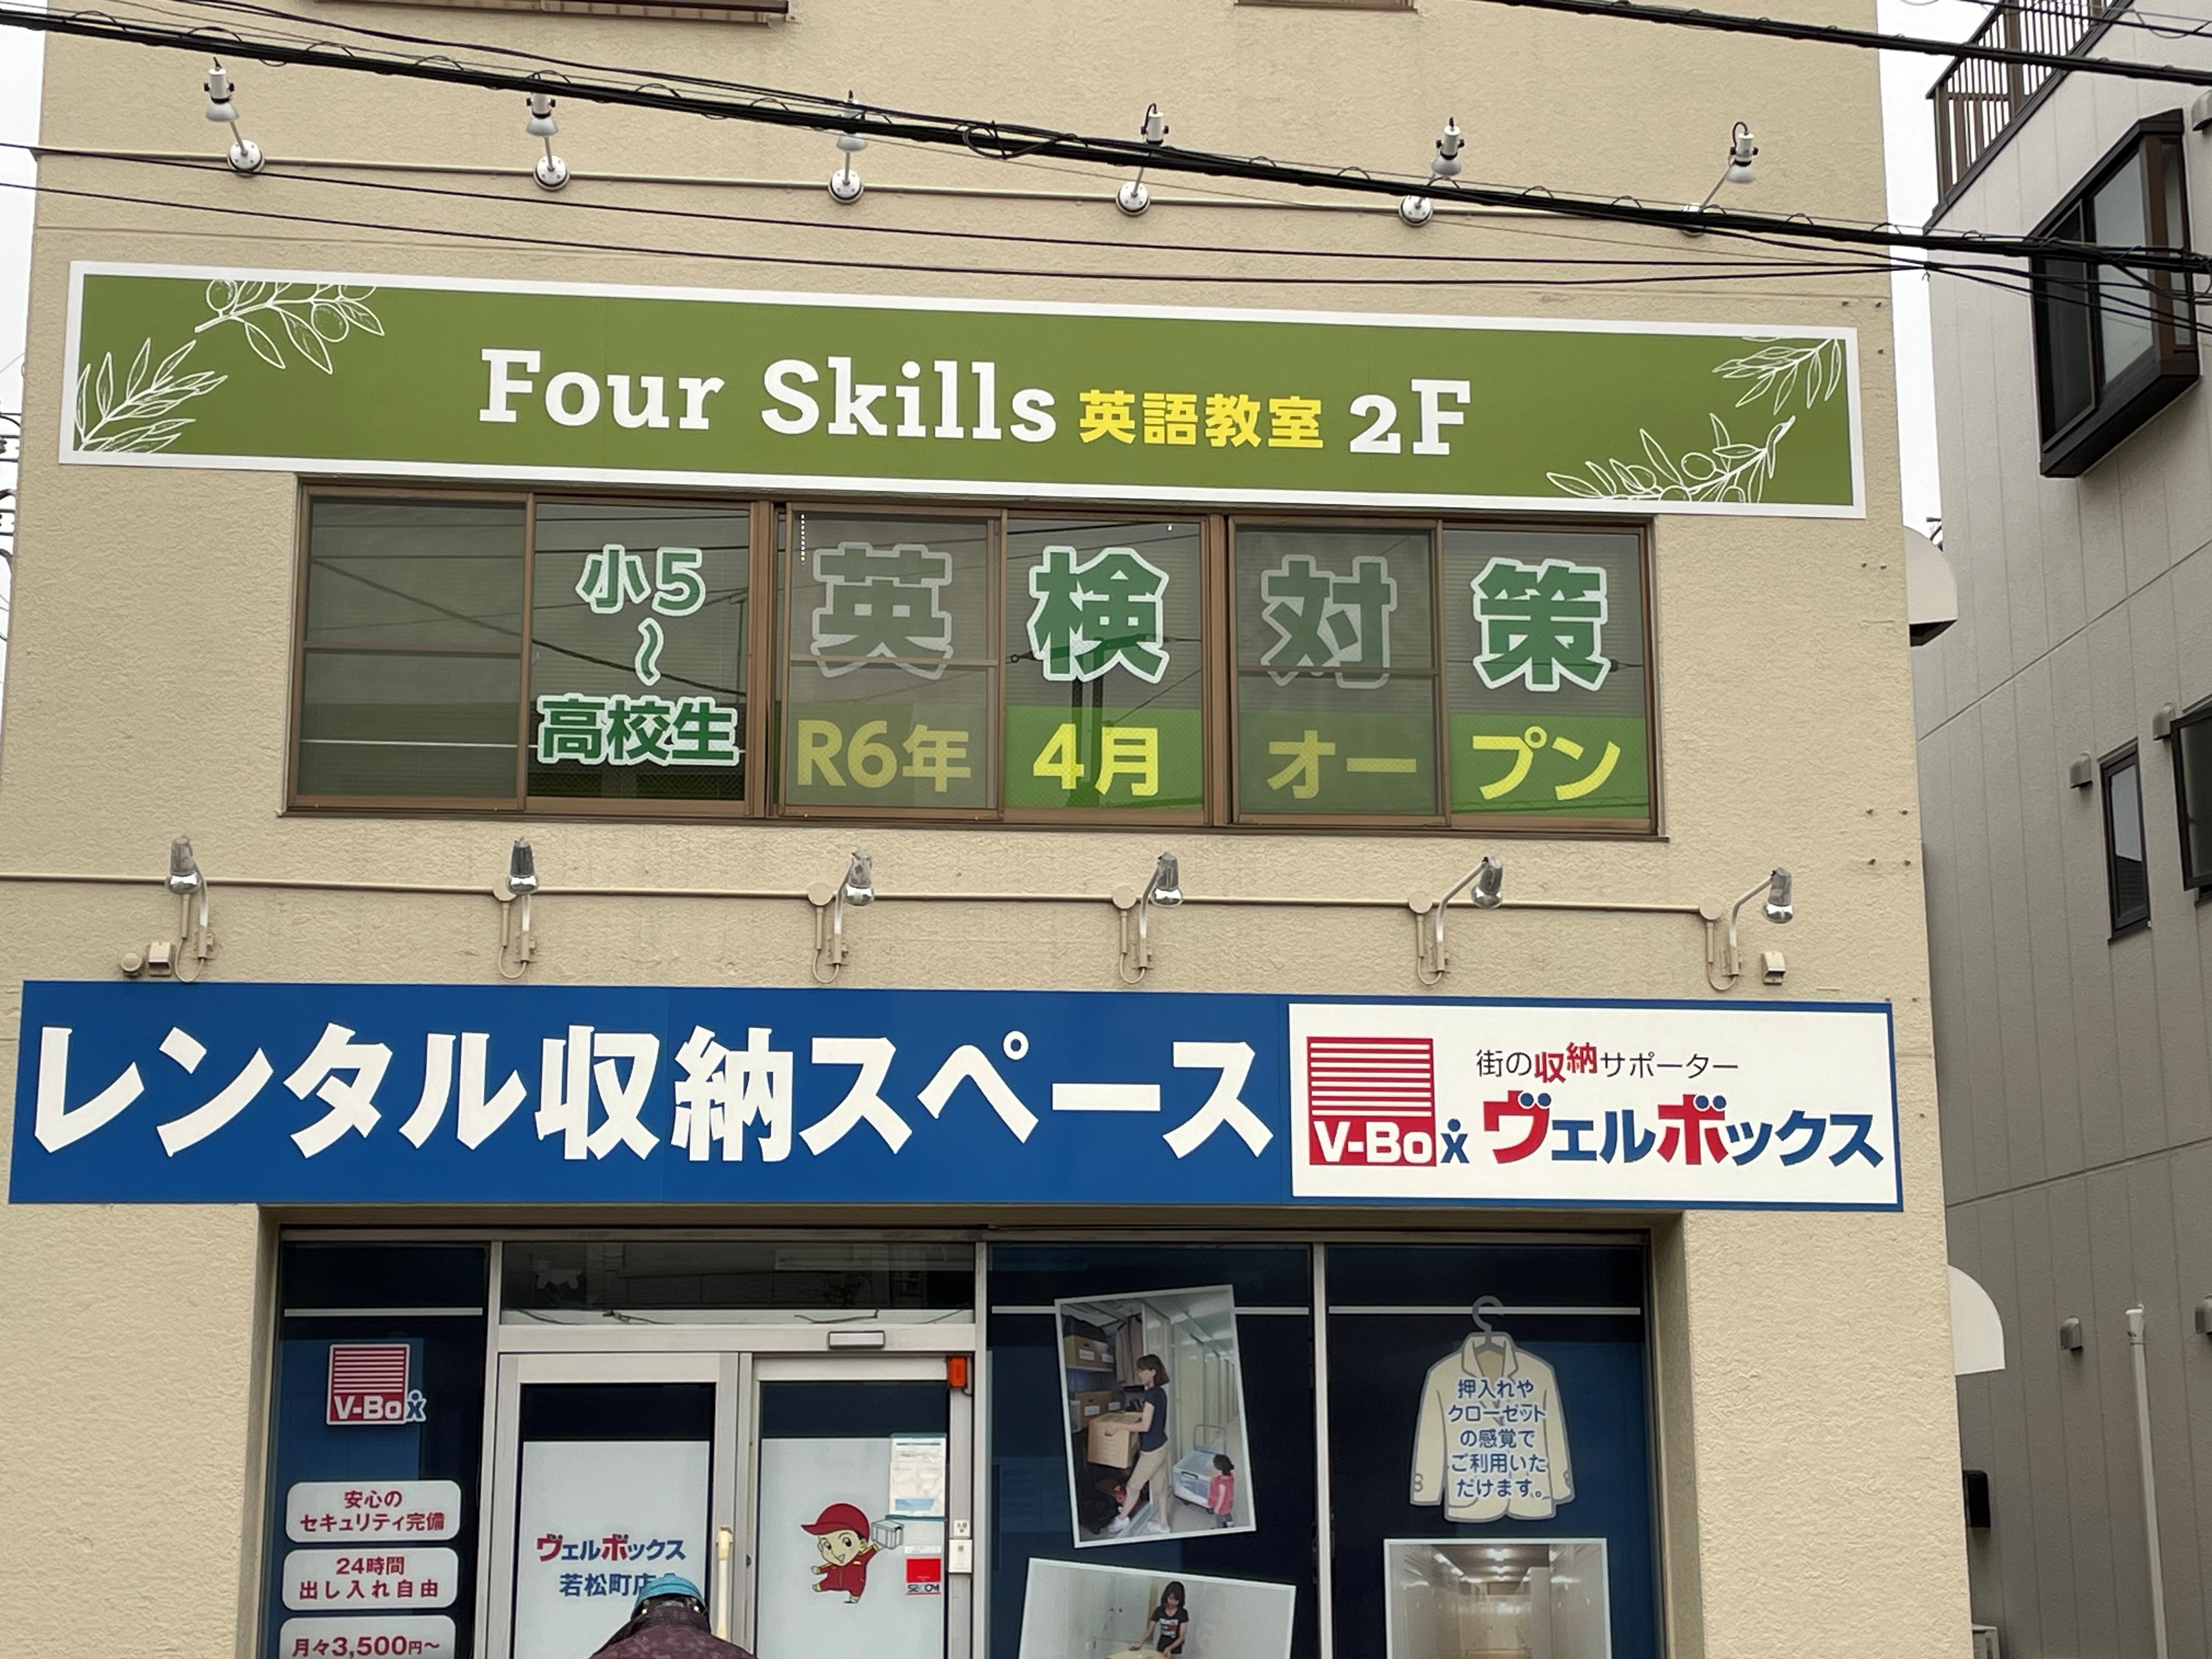 Four Skills 英語教室 2F
小5
〜
高校生
英検対策
R6年4月オープン
レンタル収納スペース
街の収納サポーター
V-Box ヴェルボックス
V-Box
安心の
セキュリティ完備
24時間
出し入れ自由
月々3,500円〜
ヴェルボックス
若松町店
SECOM
押入れや
クローゼット
の感覚で
ご利用いた
だけます。